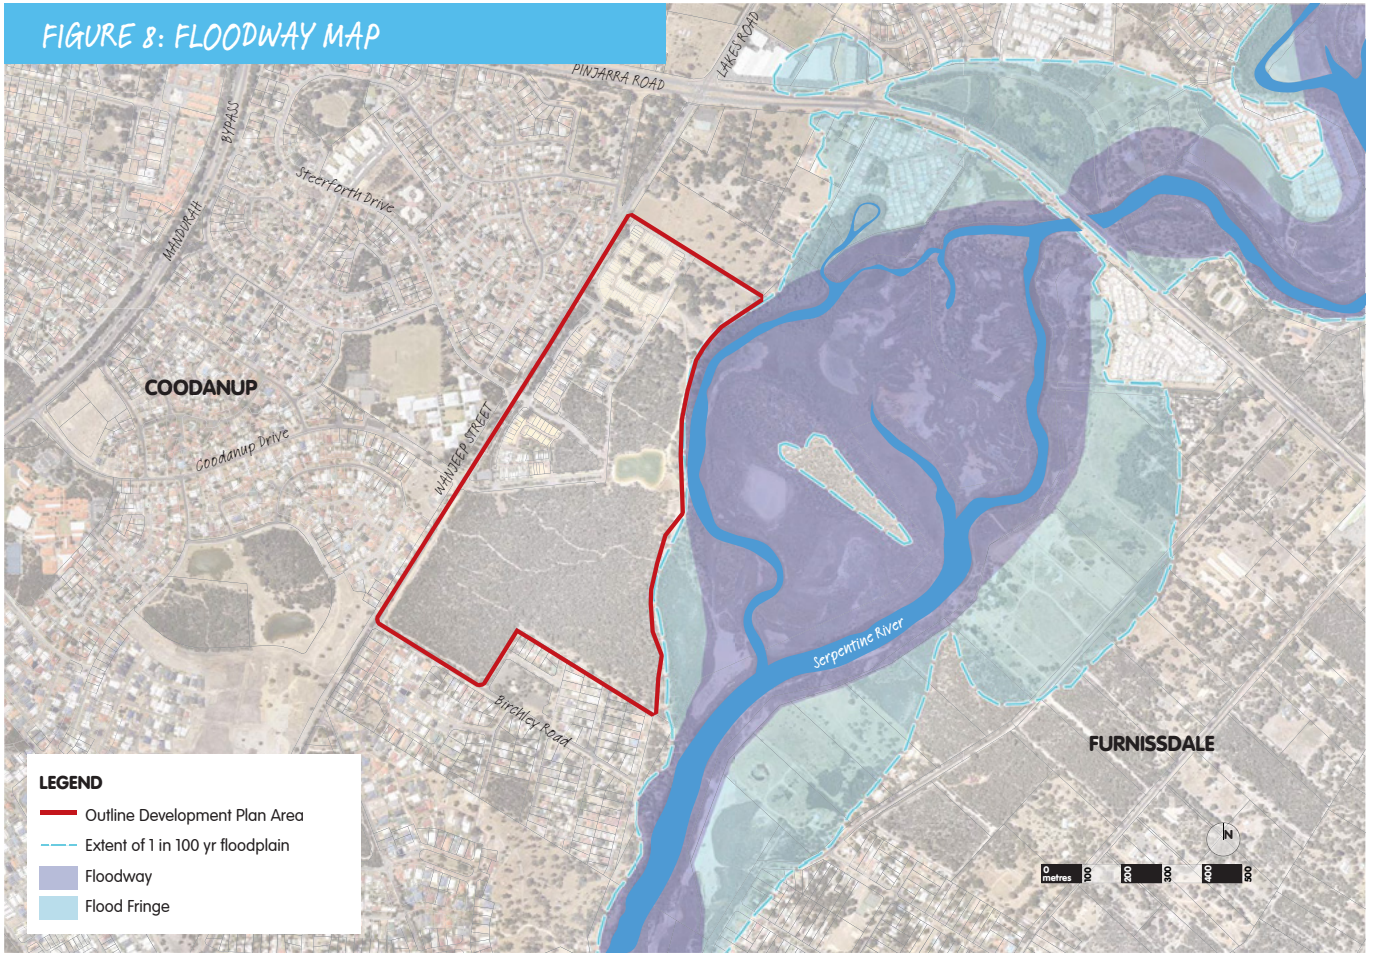 FIGURE 8: FLOODWAY MAP
LAKES ROAD
PINJARRA ROAD
BYPASS
Steerforth Drive
MANDURAH
COODANUP
WANJEEP STREET
Coodanup Drive
Serpentine River
Birchley Road
FURNISSDALE
LEGEND
Outline Development Plan Area
Extent of 1 in 100 yr floodplain
Floodway
Flood Fringe
N
0 100 200 300 400 500
metres